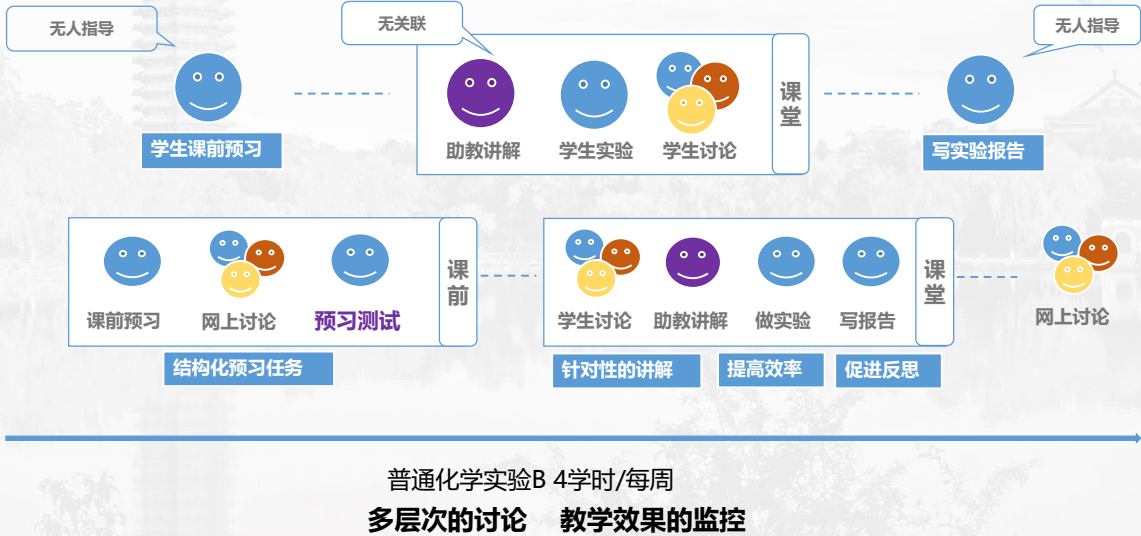 无人指导
无关联
无人指导
学生课前预习
助教讲解
学生实验
学生讨论
课堂
写实验报告
课前预习
网上讨论
预习测试
课前
结构化预习任务
学生讨论
助教讲解
做实验
写报告
课堂
网上讨论
针对性的讲解
提高效率
促进反思
普通化学实验B 4学时/每周
多层次的讨论 教学效果的监控